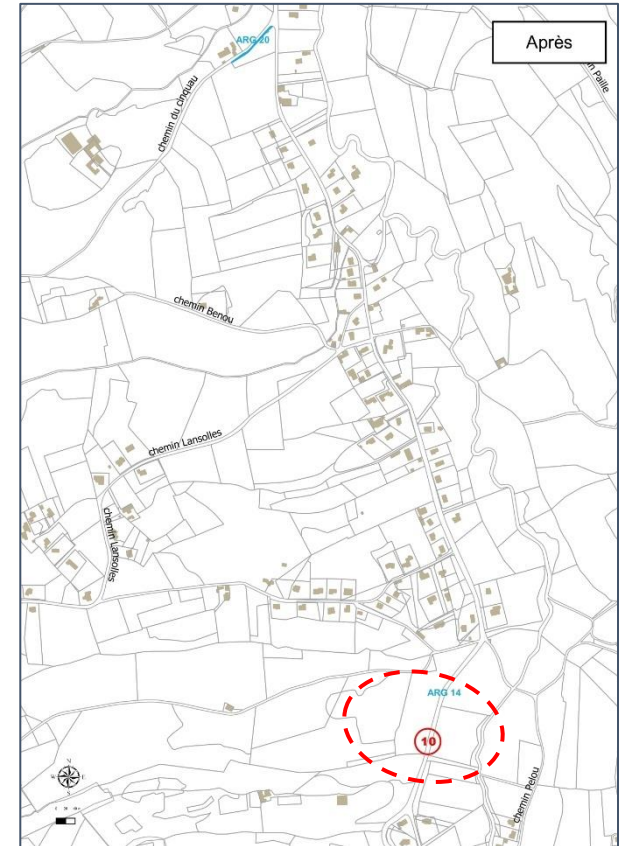 Après
ARG 20
n Paille
chemin du cinquau
chemin Benou
chemin Lansolles
chemin Lansolles
ARG 14
10
chemin Pelou